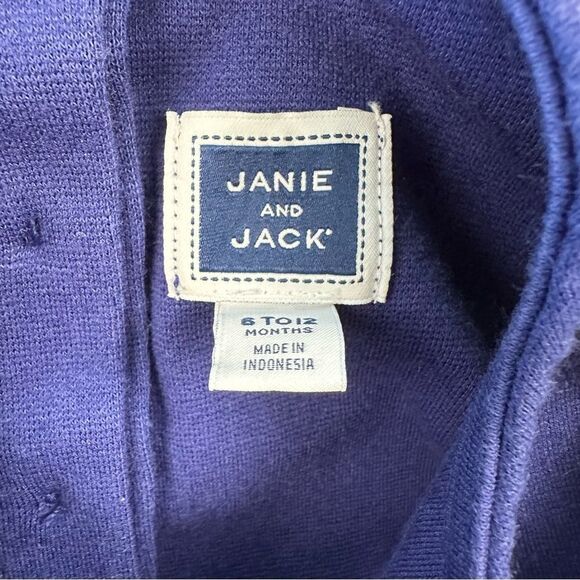 JANIE
AND
JACK
6 TO 12
MONTHS
MADE IN
INDONESIA